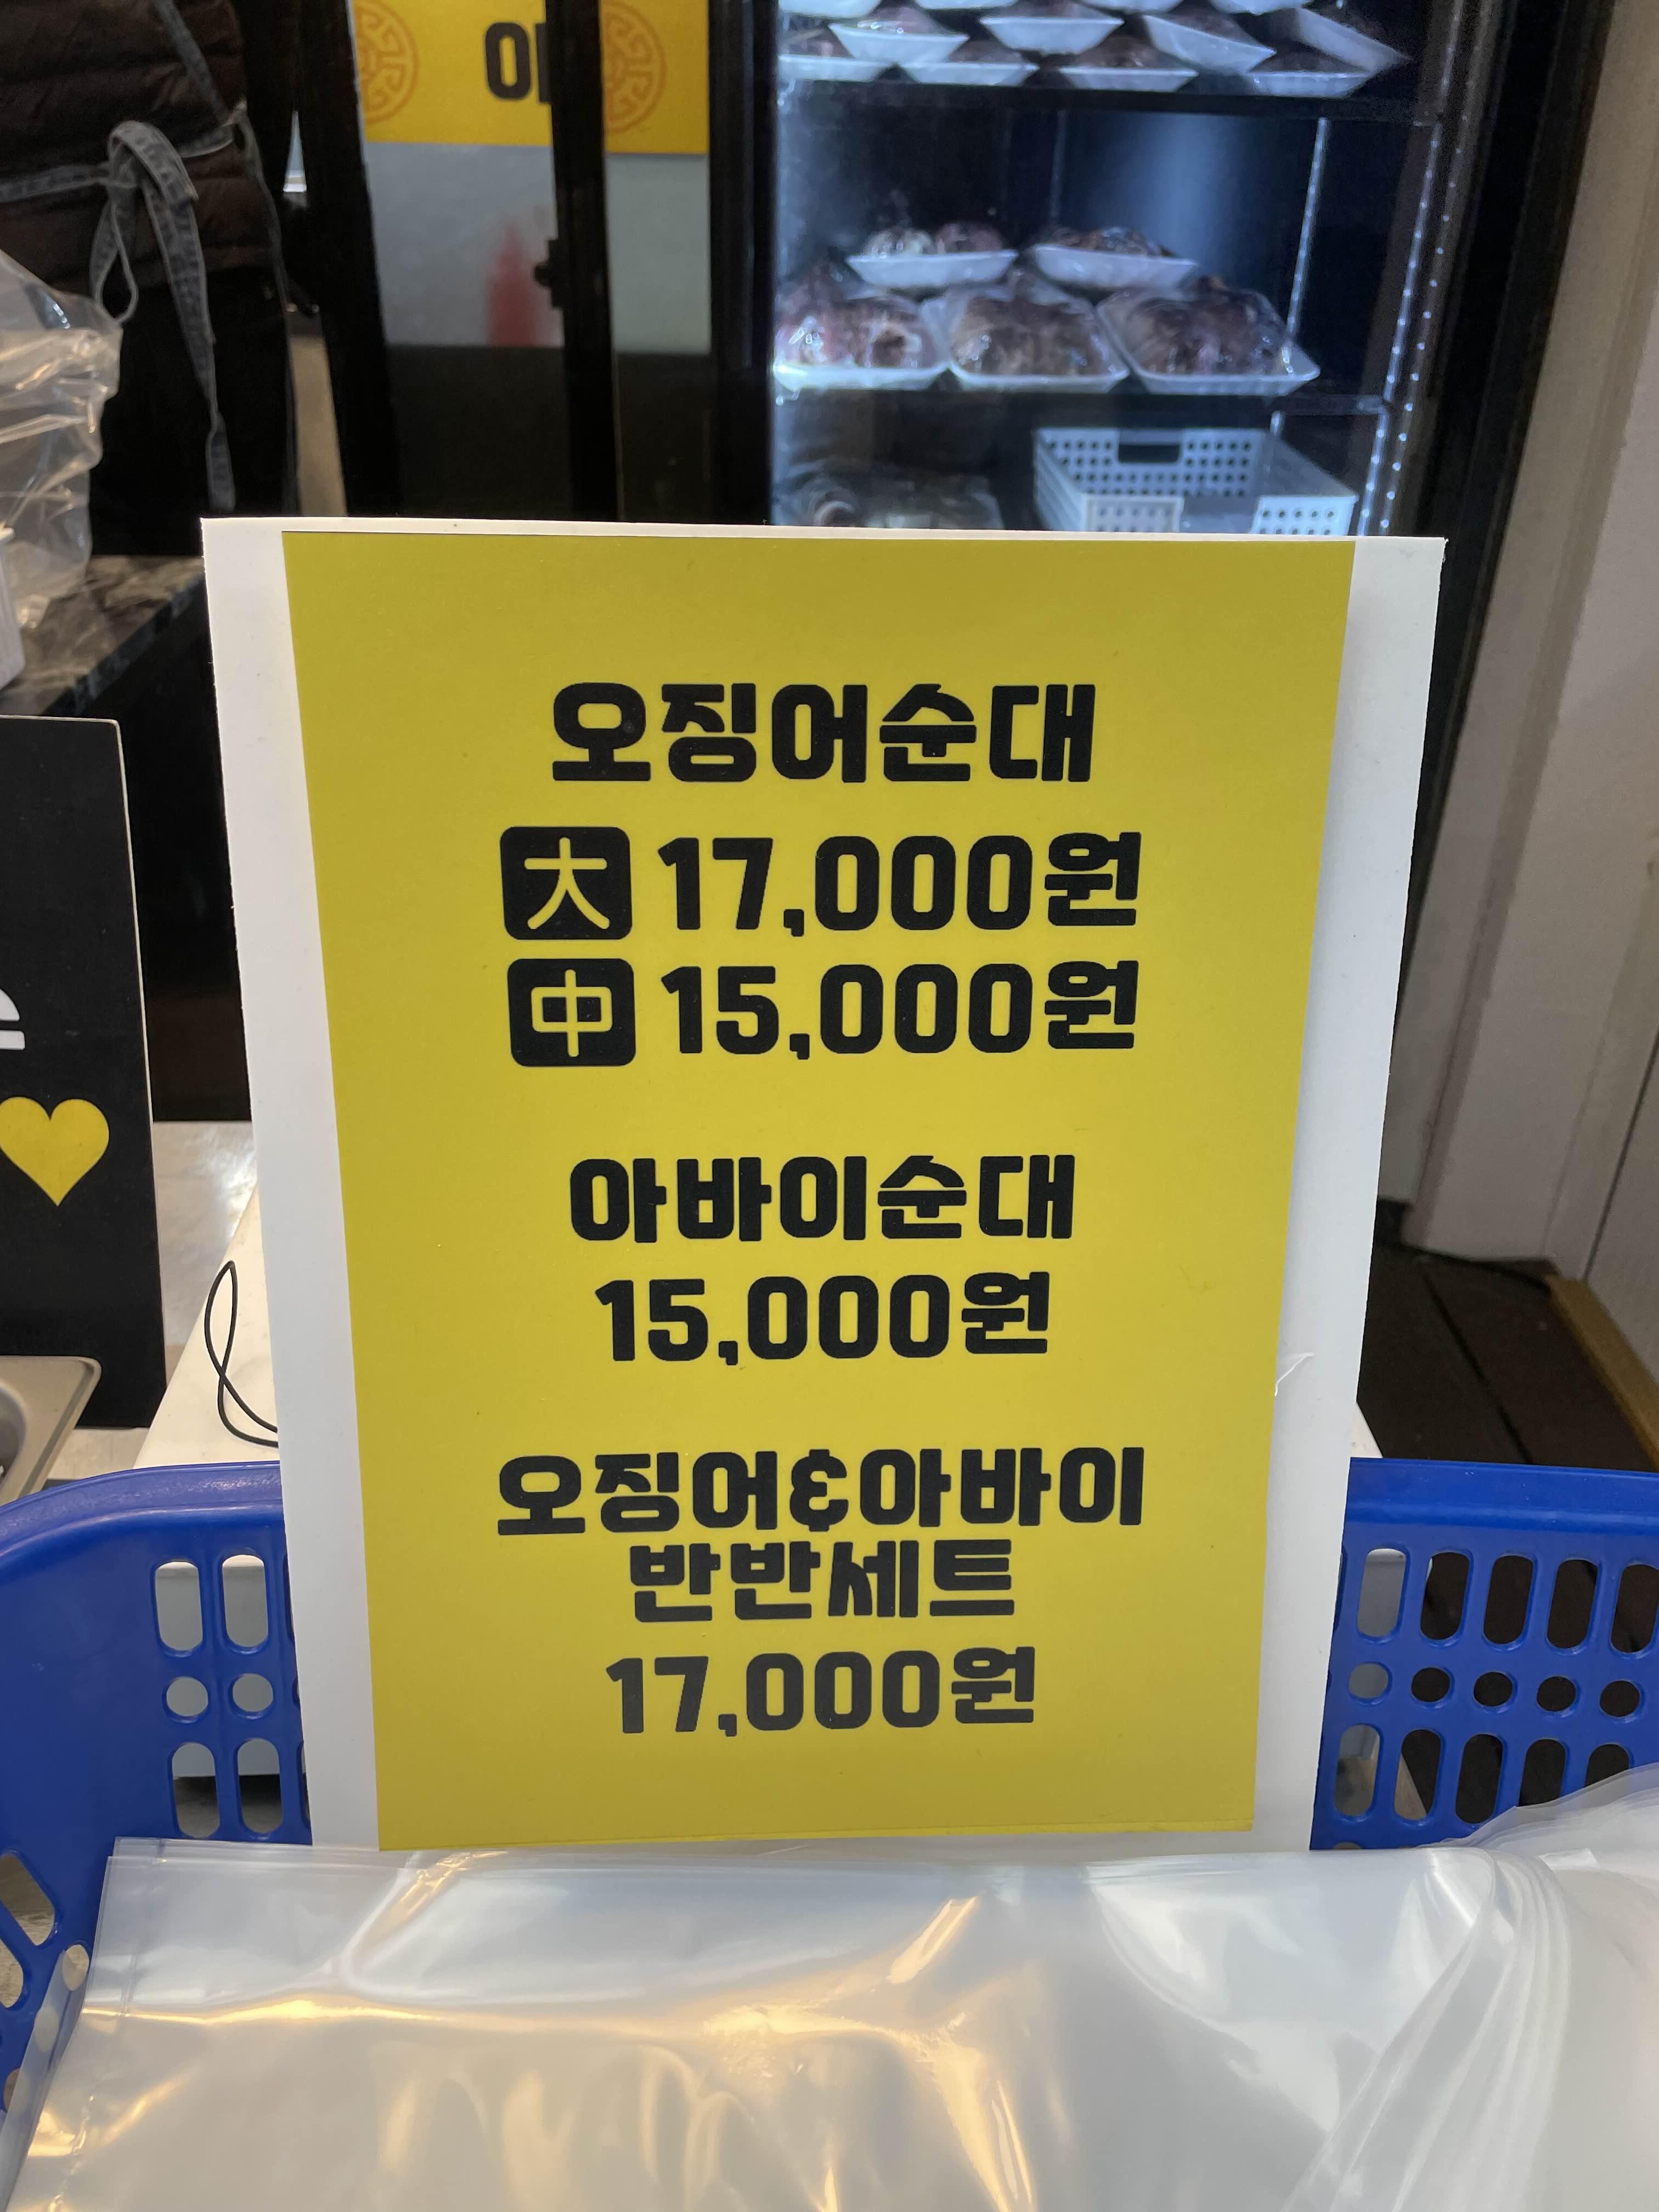 오징어순대
大 17,000원
中 15,000원
아바이순대
15,000원
오징어&아바이
반반세트
17,000원